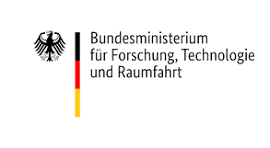 Bundesministerium
für Forschung, Technologie
und Raumfahrt